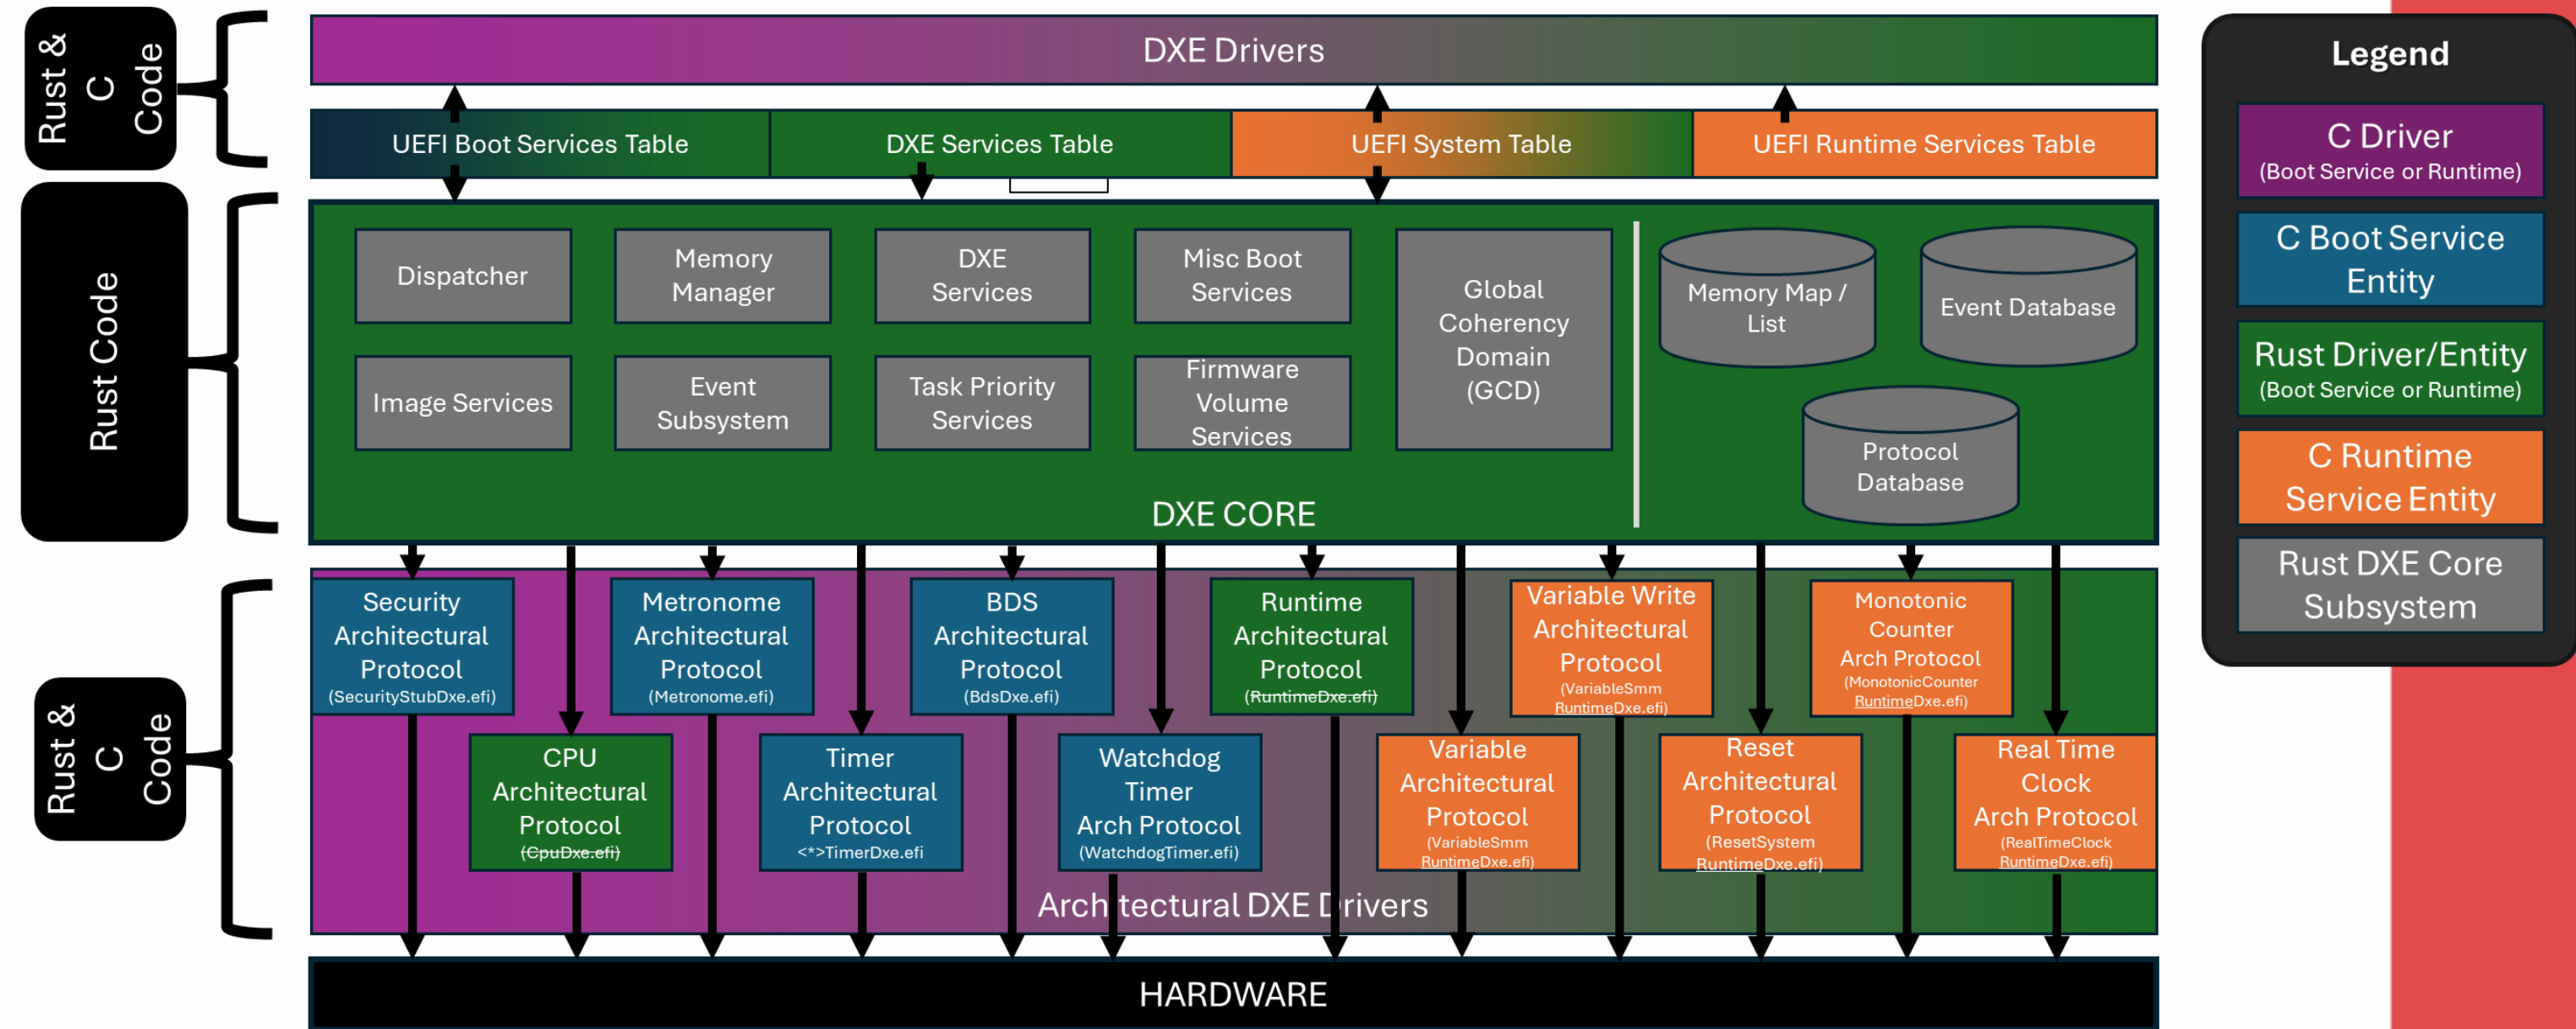 Rust &
C
Code
DXE Drivers
UEFI Boot Services Table
DXE Services Table
UEFI System Table
UEFI Runtime Services Table
Rust Code
Dispatcher
Memory
Manager
DXE
Services
Misc Boot
Services
Global
Coherency
Domain
(GCD)
Memory Map /
List
Event Database
Image Services
Event
Subsystem
Task Priority
Services
Firmware
Volume
Services
Protocol
Database
DXE CORE
Rust &
C
Code
Security
Architectural
Protocol
(SecurityStubDxe.efi)
Metronome
Architectural
Protocol
(Metronome.efi)
BDS
Architectural
Protocol
(BdsDxe.efi)
Runtime
Architectural
Protocol
(RuntimeDxe.efi)
Variable Write
Architectural
Protocol
(VariableSmm
RuntimeDxe.efi)
Monotonic
Counter
Arch Protocol
(MonotonicCounter
RuntimeDxe.efi)
CPU
Architectural
Protocol
(CpuDxe.efi)
Timer
Architectural
Protocol
<*>TimerDxe.efi
Watchdog
Timer
Arch Protocol
(WatchdogTimer.efi)
Variable
Architectural
Protocol
(VariableSmm
RuntimeDxe.efi)
Reset
Architectural
Protocol
(ResetSystem
RuntimeDxe.efi)
Real Time
Clock
Arch Protocol
(RealTimeClock
RuntimeDxe.efi)
Architectural DXE Drivers
HARDWARE
Legend
C Driver
(Boot Service or Runtime)
C Boot Service
Entity
Rust Driver/Entity
(Boot Service or Runtime)
C Runtime
Service Entity
Rust DXE Core
Subsystem